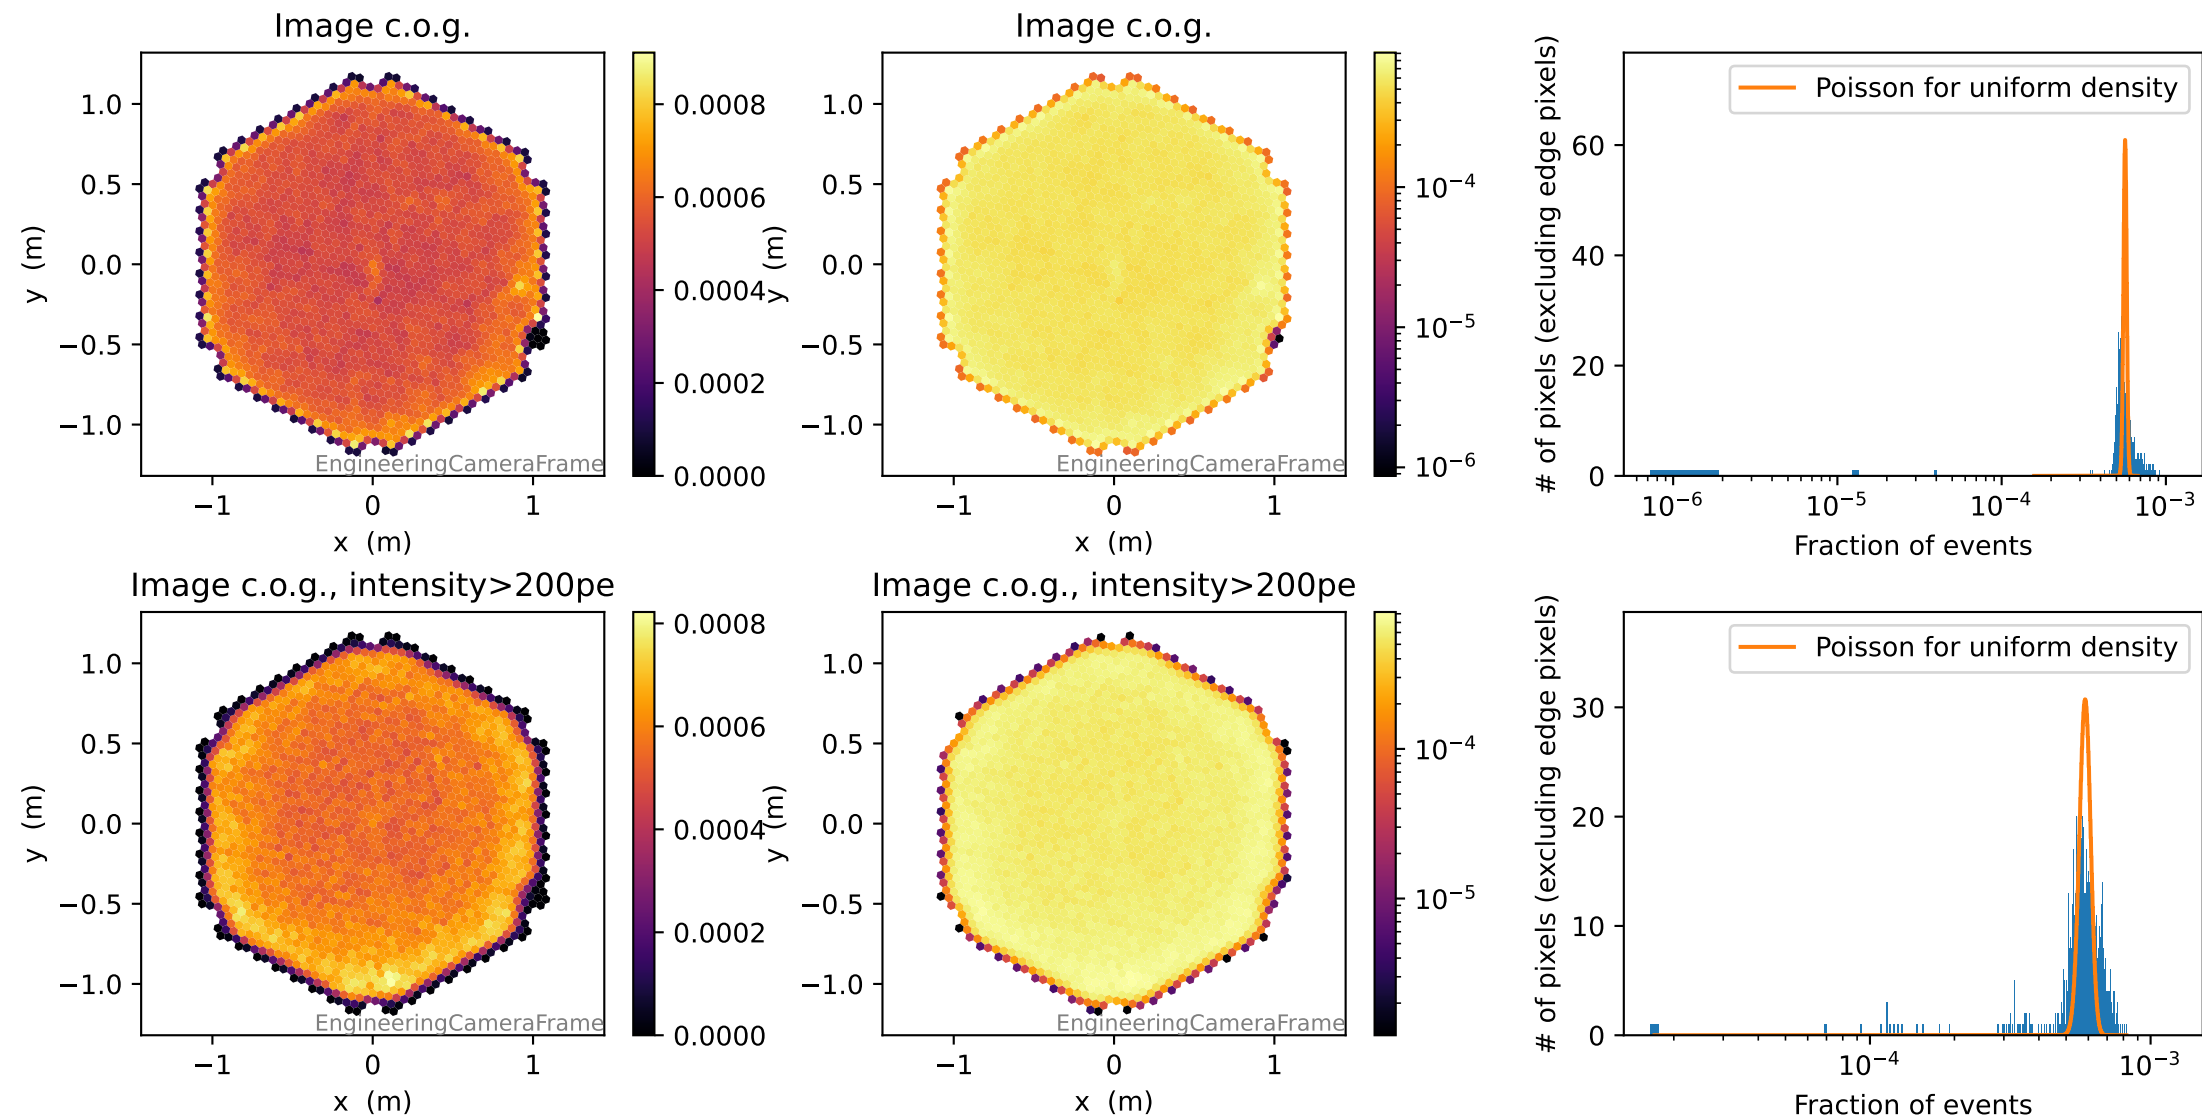 Image c.o.g.
y (m)
1.0
0.5
0.0
−0.5
−1.0
EngineeringCameraFrame
−1
0
1
x (m)
0.0008
0.0006
0.0004
0.0002
0.0000
Image c.o.g.
y (m)
1.0
0.5
0.0
−0.5
−1.0
EngineeringCameraFrame
−1
0
1
x (m)
10⁻⁴
10⁻⁵
10⁻⁶
# of pixels (excluding edge pixels)
60
40
20
0
Poisson for uniform density
10⁻⁶
10⁻⁵
10⁻⁴
10⁻³
Fraction of events
Image c.o.g., intensity>200pe
y (m)
1.0
0.5
0.0
−0.5
−1.0
EngineeringCameraFrame
−1
0
1
x (m)
0.0008
0.0006
0.0004
0.0002
0.0000
Image c.o.g., intensity>200pe
y (m)
1.0
0.5
0.0
−0.5
−1.0
EngineeringCameraFrame
−1
0
1
x (m)
10⁻⁴
10⁻⁵
# of pixels (excluding edge pixels)
30
20
10
0
Poisson for uniform density
10⁻⁴
10⁻³
Fraction of events